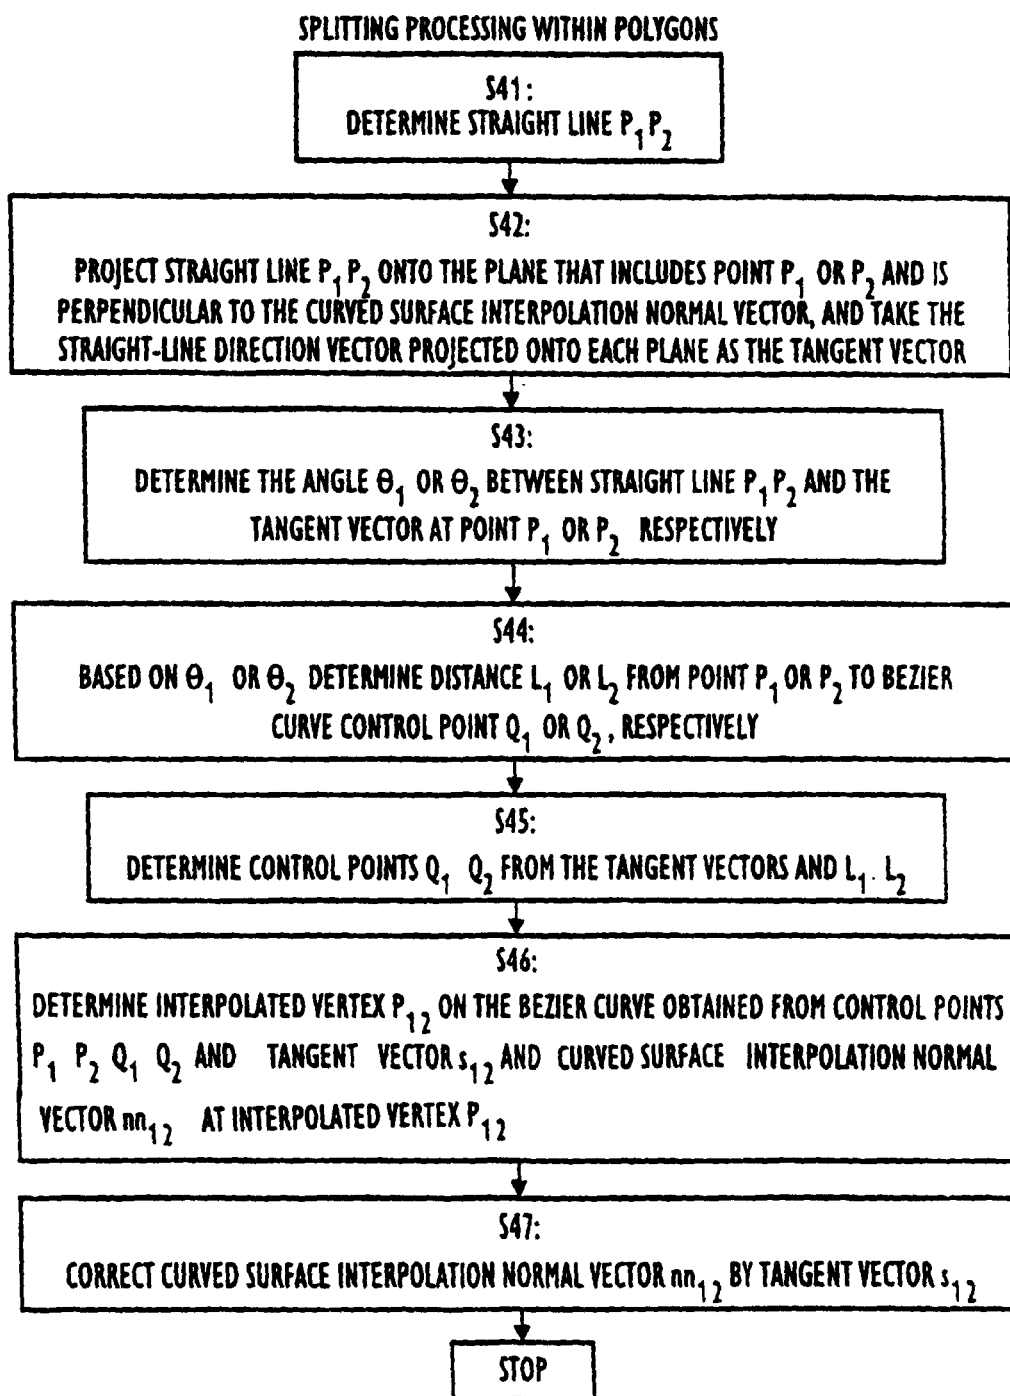 SPLITTING PROCESSING WITHIN POLYGONS
S41:
DETERMINE STRAIGHT LINE P₁P₂
S42:
PROJECT STRAIGHT LINE P₁P₂ ONTO THE PLANE THAT INCLUDES POINT P₁ OR P₂ AND IS
PERPENDICULAR TO THE CURVED SURFACE INTERPOLATION NORMAL VECTOR, AND TAKE THE
STRAIGHT-LINE DIRECTION VECTOR PROJECTED ONTO EACH PLANE AS THE TANGENT VECTOR
S43:
DETERMINE THE ANGLE θ₁ OR θ₂ BETWEEN STRAIGHT LINE P₁P₂ AND THE
TANGENT VECTOR AT POINT P₁ OR P₂ RESPECTIVELY
S44:
BASED ON θ₁ OR θ₂ DETERMINE DISTANCE L₁ OR L₂ FROM POINT P₁ OR P₂ TO BEZIER
CURVE CONTROL POINT Q₁ OR Q₂, RESPECTIVELY
S45:
DETERMINE CONTROL POINTS Q₁ Q₂ FROM THE TANGENT VECTORS AND L₁. L₂
S46:
DETERMINE INTERPOLATED VERTEX P₁₂ ON THE BEZIER CURVE OBTAINED FROM CONTROL POINTS
P₁ P₂ Q₁ Q₂ AND TANGENT VECTOR s₁₂ AND CURVED SURFACE INTERPOLATION NORMAL
VECTOR nn₁₂ AT INTERPOLATED VERTEX P₁₂
S47:
CORRECT CURVED SURFACE INTERPOLATION NORMAL VECTOR nn₁₂ BY TANGENT VECTOR s₁₂
STOP